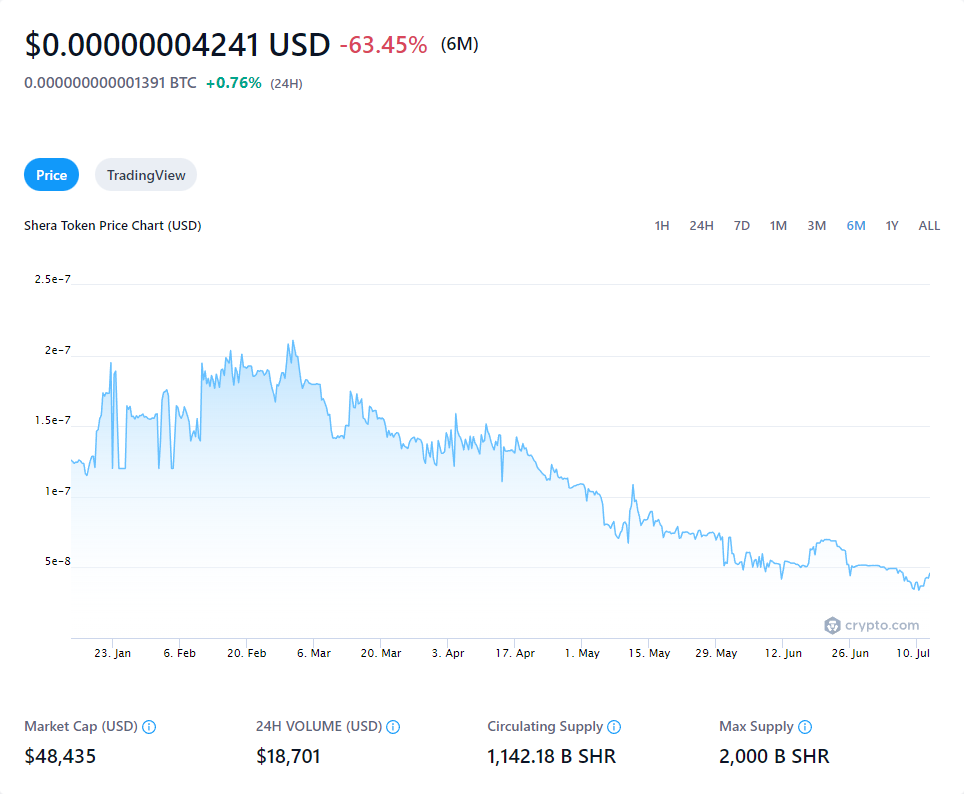 $0.00000004241 USD -63.45% (6M)
0.000000000001391 BTC +0.76% (24H)
Price TradingView
Shera Token Price Chart (USD) 1H 24H 7D 1M 3M 6M 1Y ALL
2.5e-7
2e-7
1.5e-7
1e-7
5e-8
crypto.com
23. Jan 6. Feb 20. Feb 6. Mar 20. Mar 3. Apr 17. Apr 1. May 15. May 29. May 12. Jun 26. Jun 10. Jul
Market Cap (USD) 24H VOLUME (USD) Circulating Supply Max Supply
$48,435 $18,701 1,142.18 B SHR 2,000 B SHR